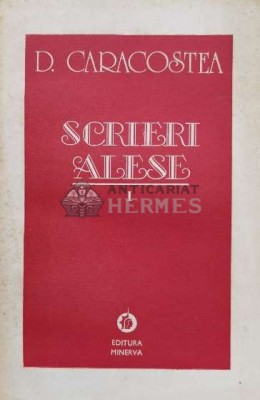 D. CARACOSTEA
SCRIERI
ALESE
I
ANTICARIAT
HERMES
EDITURA
MINERVA